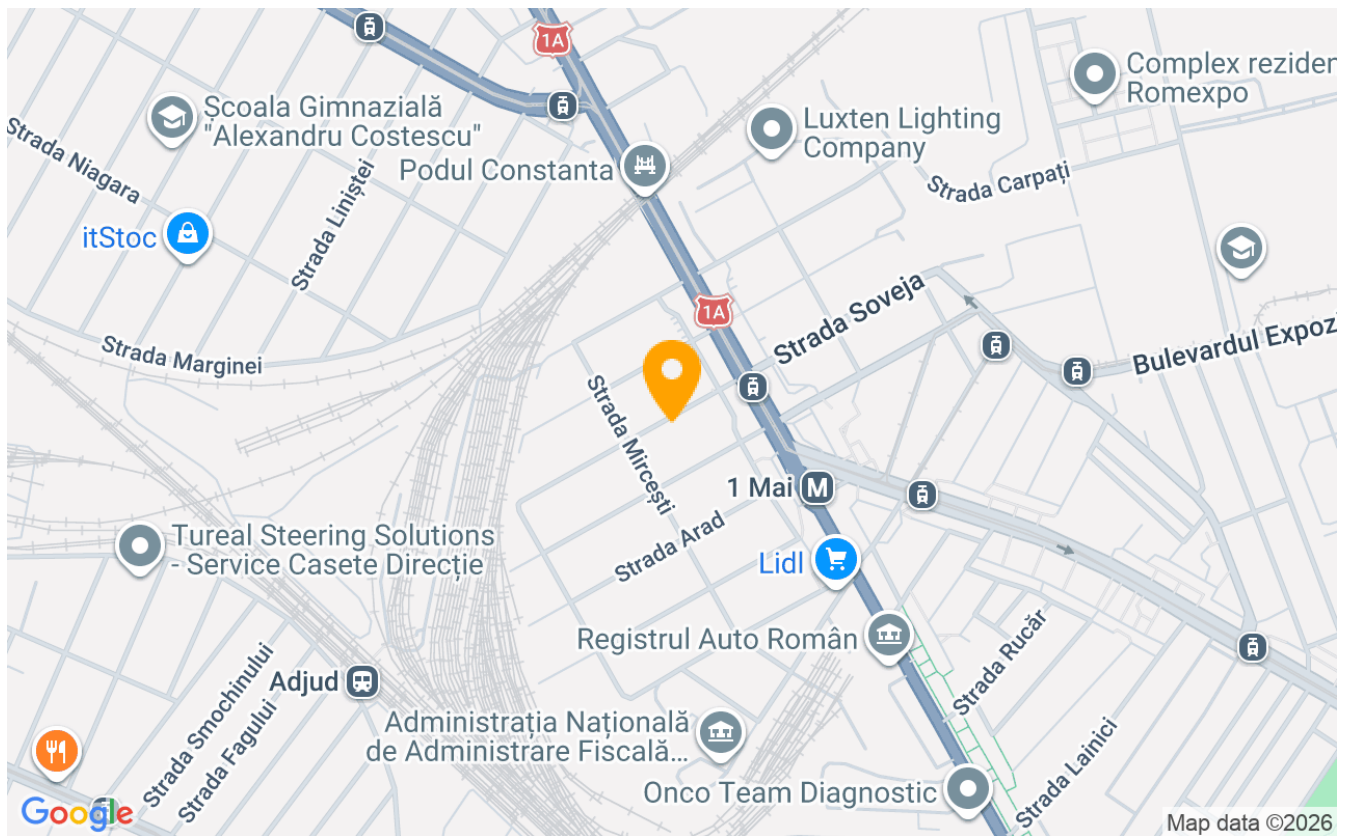 1A
Complex reziden
Romexpo
Școala Gimnazială
"Alexandru Costescu"
Luxten Lighting
Company
Strada Niagara
Podul Constanta
Strada Carpați
Strada Liniștei
itStoc
1A
Strada Soveja
Strada Marginei
Bulevardul Expoz
Strada Mircești
1 Mai M
Tureal Steering Solutions
- Service Casete Direcție
Strada Arad
Lidl
Registrul Auto Român
Strada Rucăr
Adjud
Strada Smochinului
Strada Fagului
Administrația Națională
de Administrare Fiscală...
Strada Lainici
Onco Team Diagnostic
Google
Map data ©2026